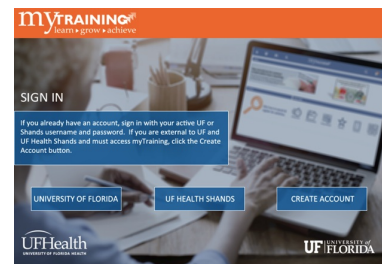 myTRAINING
learn • grow • achieve
SIGN IN
If you already have an account, sign in with your active UF or
Shands username and password. If you are external to UF and
UF Health Shands and must access myTraining, click the Create
Account button.
UNIVERSITY OF FLORIDA
UF HEALTH SHANDS
CREATE ACCOUNT
UFHealth
UNIVERSITY OF FLORIDA HEALTH
UF UNIVERSITY of
FLORIDA